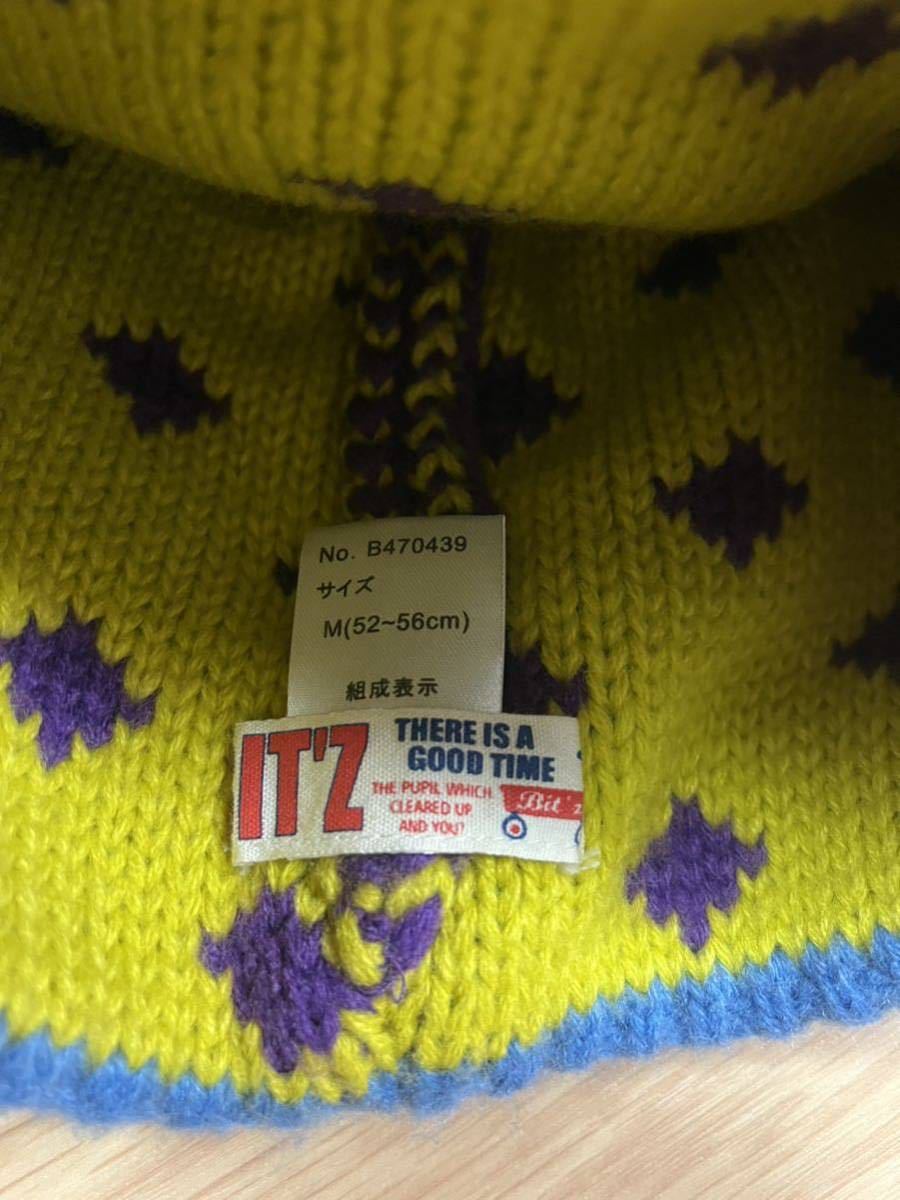 No. B470439
サイズ
M(52~56cm)
組成表示
IT'Z
THERE IS A
GOOD TIME
THE PUPIL WHICH
CLEARED UP
AND YOU?
Bit'z